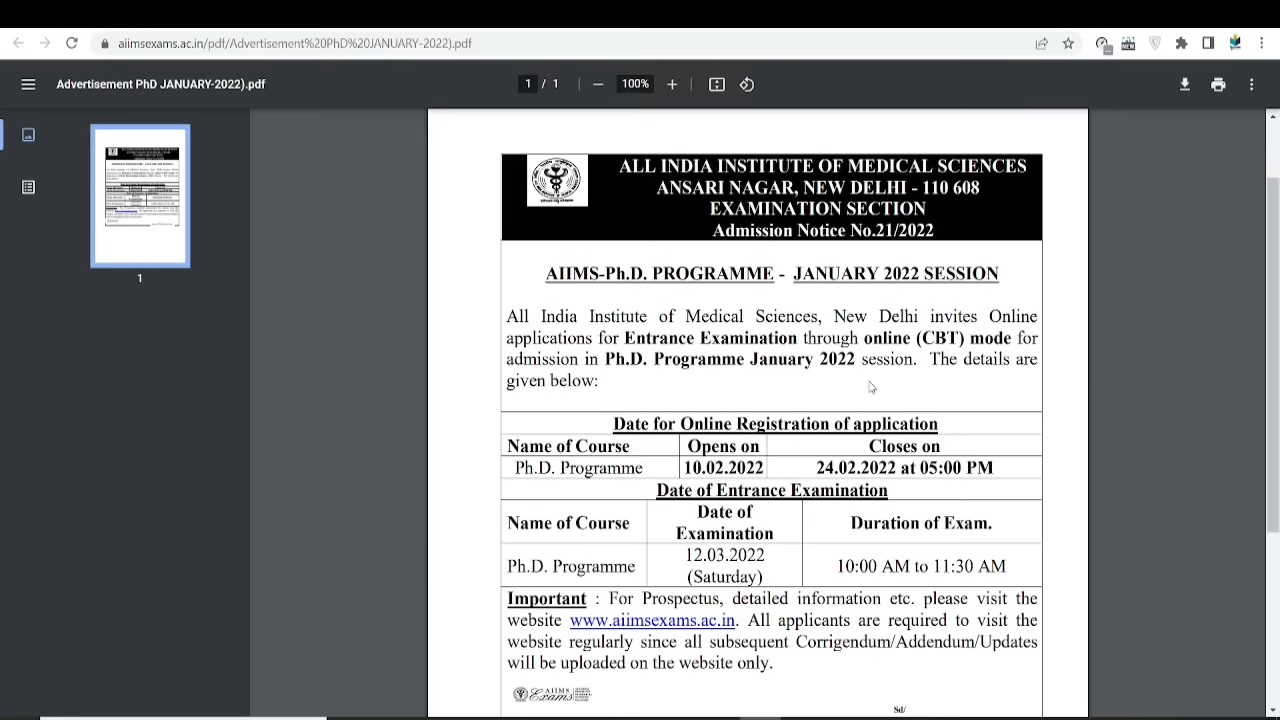 aiimsexams.ac.in/pdf/Advertisement%20PhD%20JANUARY-2022).pdf
Advertisement PhD JANUARY-2022).pdf
1 / 1
100%
1
ALL INDIA INSTITUTE OF MEDICAL SCIENCES
ANSARI NAGAR, NEW DELHI - 110 608
EXAMINATION SECTION
Admission Notice No.21/2022
AIIMS-Ph.D. PROGRAMME - JANUARY 2022 SESSION
All India Institute of Medical Sciences, New Delhi invites Online
applications for Entrance Examination through online (CBT) mode for
admission in Ph.D. Programme January 2022 session. The details are
given below:
Date for Online Registration of application
Name of Course Opens on Closes on
Ph.D. Programme 10.02.2022 24.02.2022 at 05:00 PM
Date of Entrance Examination
Name of Course Date of Examination Duration of Exam.
Ph.D. Programme 12.03.2022 (Saturday) 10:00 AM to 11:30 AM
Important : For Prospectus, detailed information etc. please visit the
website www.aiimsexams.ac.in. All applicants are required to visit the
website regularly since all subsequent Corrigendum/Addendum/Updates
will be uploaded on the website only.
AIIMS
Exams
Sd/